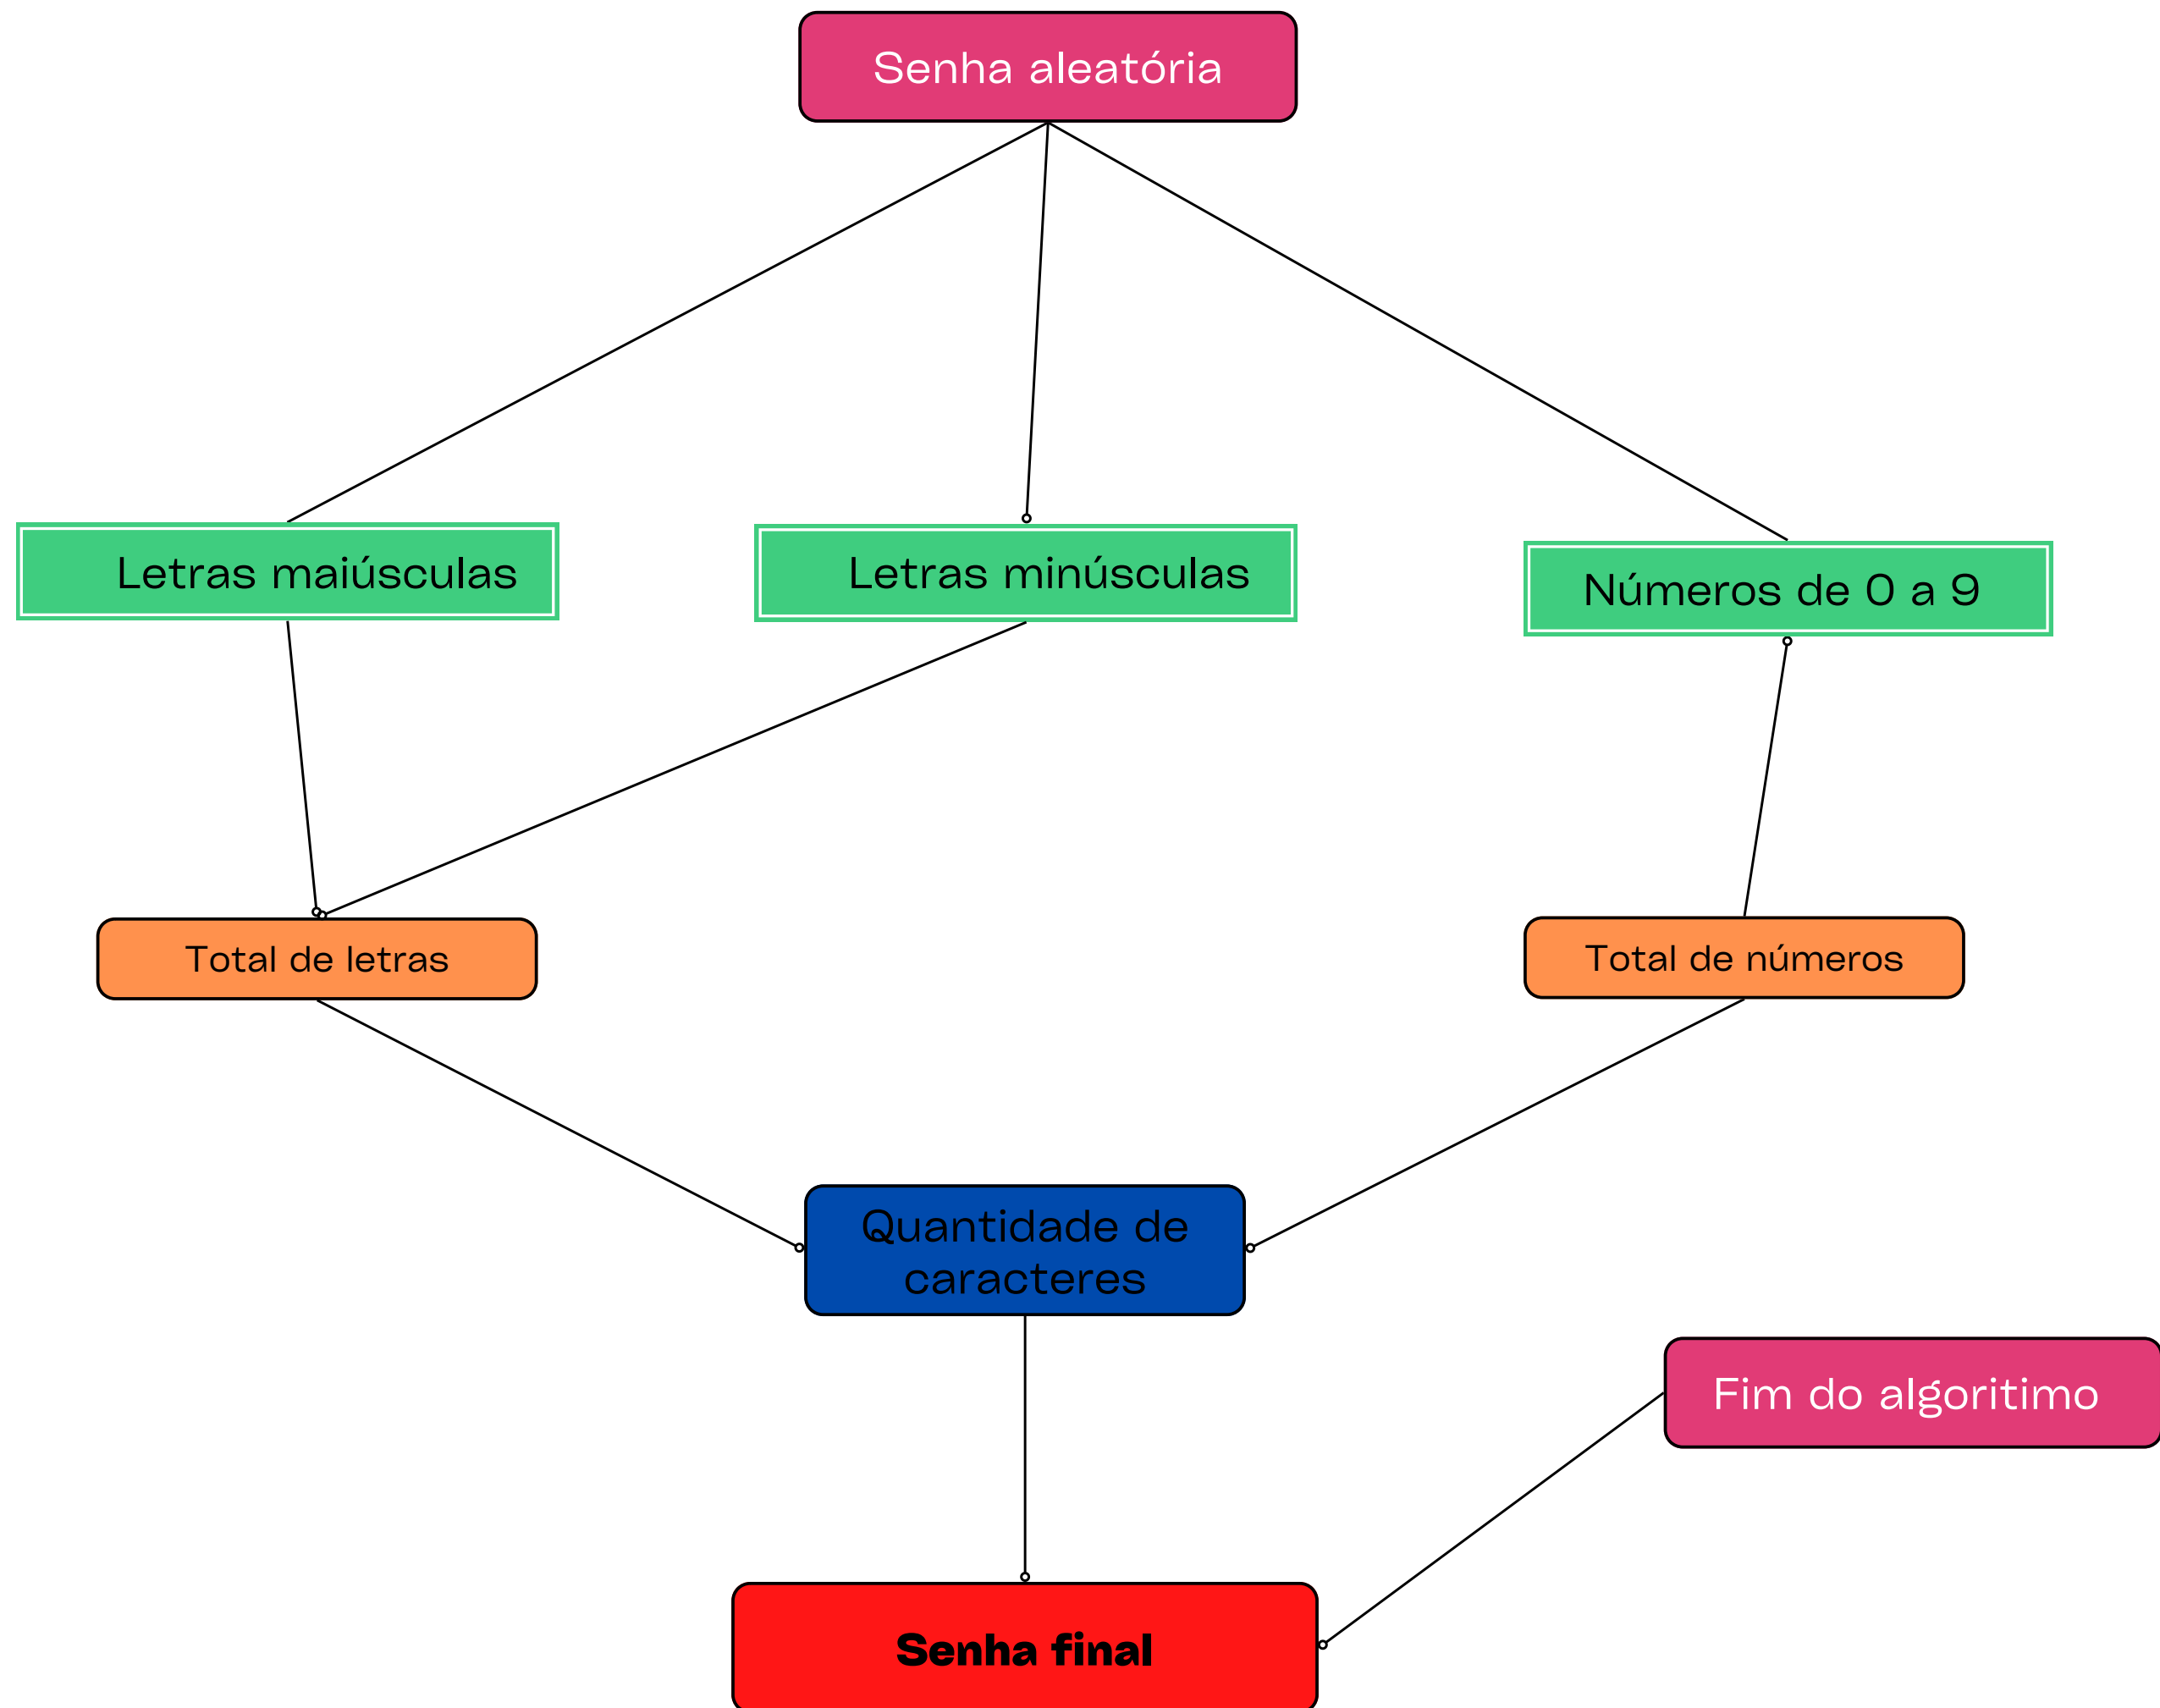 Senha aleatória
Letras maiúsculas
Letras minúsculas
Números de 0 a 9
Total de letras
Total de números
Quantidade de
caracteres
Fim do algoritimo
Senha final